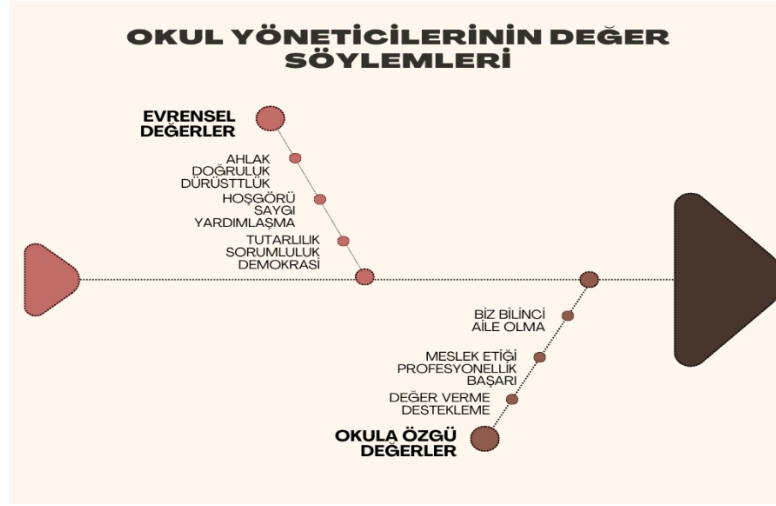 OKUL YÖNETİCİLERİNİN DEĞER
SÖYLEMLERİ
EVRENSEL
DEĞERLER
AHLAK
DOĞRULUK
DÜRÜSTTLÜK
HOŞGÖRÜ
SAYGI
YARDIMLAŞMA
TUTARLILIK
SORUMLULUK
DEMOKRASİ
BİZ BİLİNCİ
AİLE OLMA
MESLEK ETİĞİ
PROFESYONELLİK
BAŞARI
DEĞER VERME
DESTEKLEME
OKULA ÖZGÜ
DEĞERLER